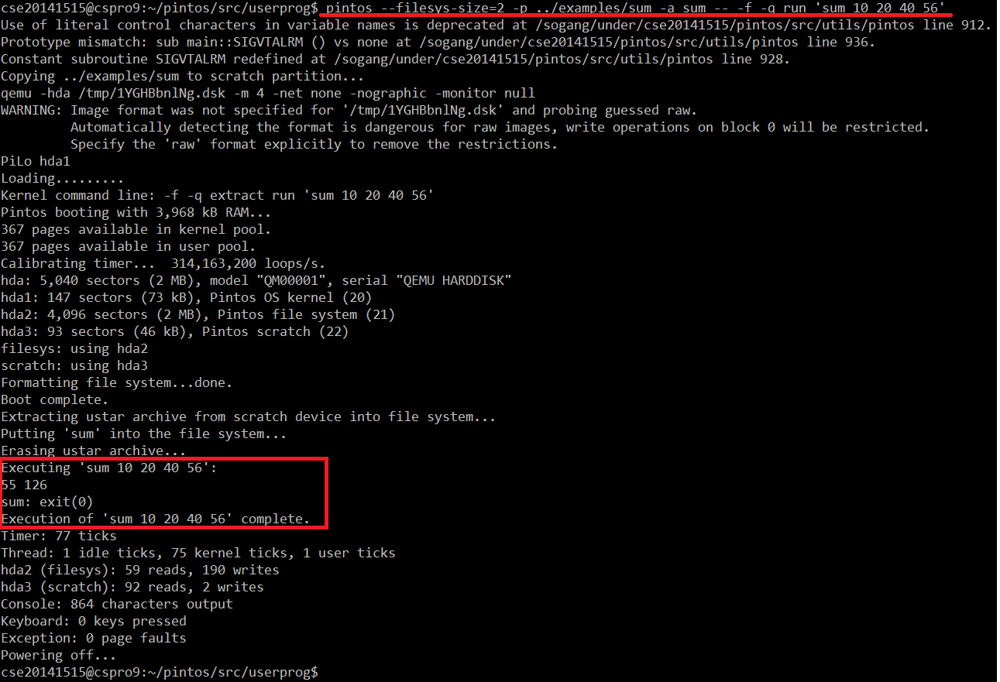 cse20141515@cspro9:~/pintos/src/userprog$ pintos --filesys-size=2 -p ../examples/sum -a sum -- -f -q run 'sum 10 20 40 56'
Use of literal control characters in variable names is deprecated at /sogang/under/cse20141515/pintos/src/utils/pintos line 912.
Prototype mismatch: sub main::SIGVTALRM () vs none at /sogang/under/cse20141515/pintos/src/utils/pintos line 936.
Constant subroutine SIGVTALRM redefined at /sogang/under/cse20141515/pintos/src/utils/pintos line 928.
Copying ../examples/sum to scratch partition...
qemu -hda /tmp/1YGHBbnlNg.dsk -m 4 -net none -nographic -monitor null
WARNING: Image format was not specified for '/tmp/1YGHBbnlNg.dsk' and probing guessed raw.
         Automatically detecting the format is dangerous for raw images, write operations on block 0 will be restricted.
         Specify the 'raw' format explicitly to remove the restrictions.
PiLo hda1
Loading.........
Kernel command line: -f -q extract run 'sum 10 20 40 56'
Pintos booting with 3,968 kB RAM...
367 pages available in kernel pool.
367 pages available in user pool.
Calibrating timer...  314,163,200 loops/s.
hda: 5,040 sectors (2 MB), model "QM00001", serial "QEMU HARDDISK"
hda1: 147 sectors (73 kB), Pintos OS kernel (20)
hda2: 4,096 sectors (2 MB), Pintos file system (21)
hda3: 93 sectors (46 kB), Pintos scratch (22)
filesys: using hda2
scratch: using hda3
Formatting file system...done.
Boot complete.
Extracting ustar archive from scratch device into file system...
Putting 'sum' into the file system...
Erasing ustar archive...
Executing 'sum 10 20 40 56':
55 126
sum: exit(0)
Execution of 'sum 10 20 40 56' complete.
Timer: 77 ticks
Thread: 1 idle ticks, 75 kernel ticks, 1 user ticks
hda2 (filesys): 59 reads, 190 writes
hda3 (scratch): 92 reads, 2 writes
Console: 864 characters output
Keyboard: 0 keys pressed
Exception: 0 page faults
Powering off...
cse20141515@cspro9:~/pintos/src/userprog$